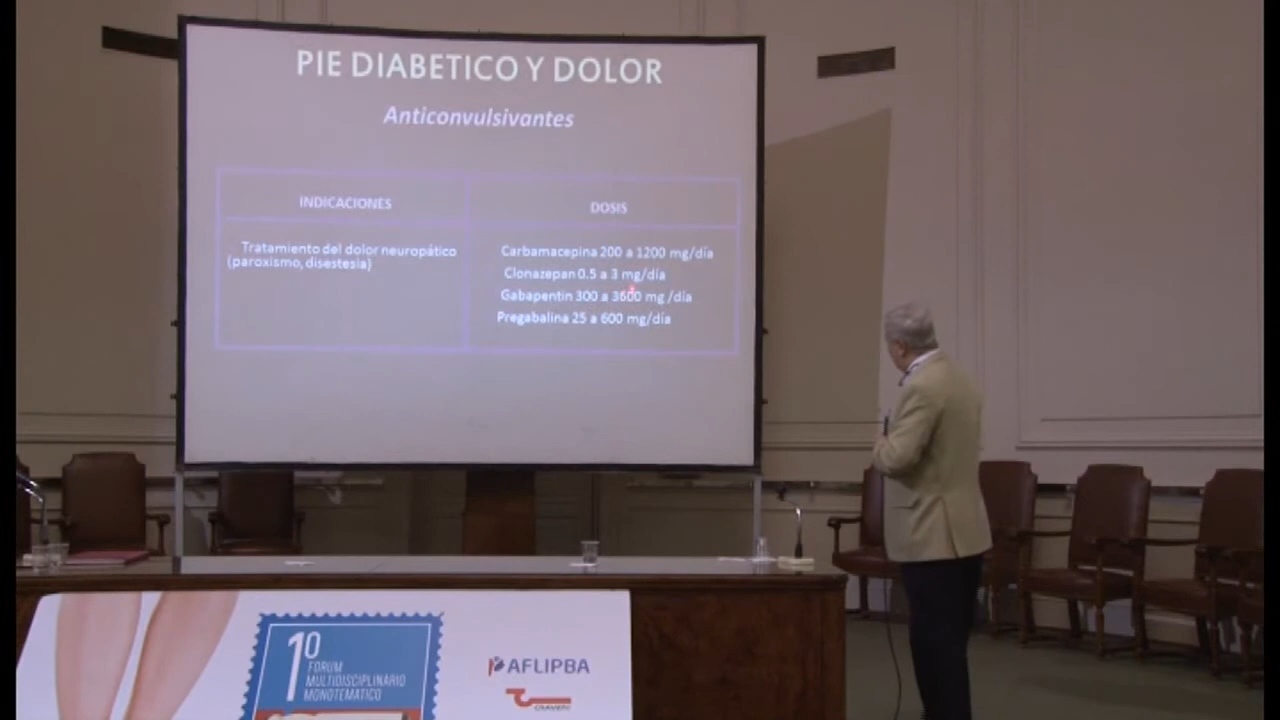 PIE DIABETICO Y DOLOR
Anticonvulsivantes
INDICACIONES
DOSIS
Tratamiento del dolor neuropático
(paroxismo, disestesia)
Carbamacepina 200 a 1200 mg/día
Clonazepan 0.5 a 3 mg/día
Gabapentin 300 a 3600 mg /día
Pregabalina 25 a 600 mg/día
1º
FORUM
MULTIDISCIPLINARIO
MONOTEMATICO
AFLIPBA
CRAVERI